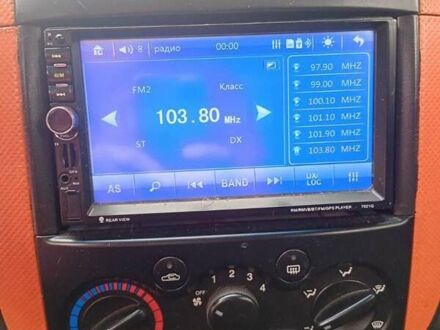 8 радио 00:00
FM2 Класс
103.80 MHz
ST DX
97.90 MHZ
99.00 MHZ
100.10 MHZ
101.10 MHZ
101.90 MHZ
103.80 MHZ
AS BAND DX/LOC
REAR VIEW 7021G
1 2 3 4